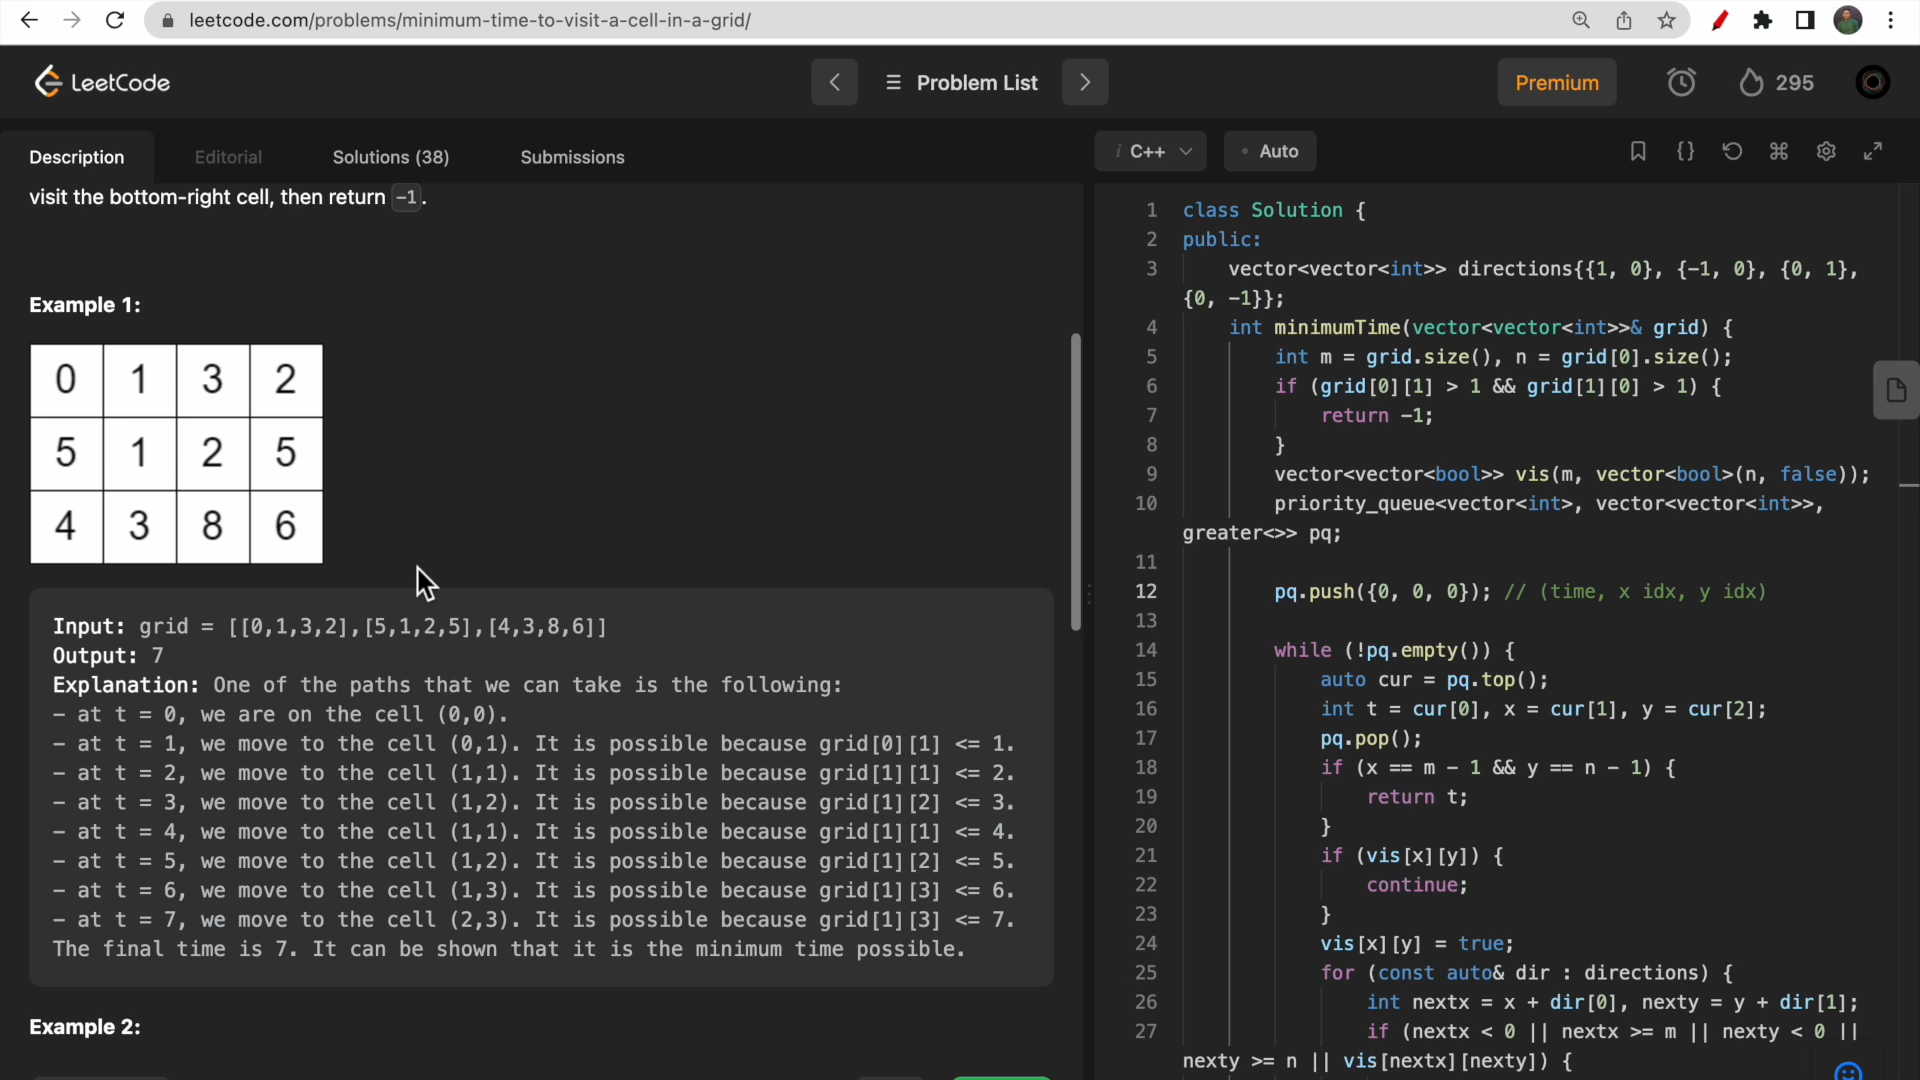 leetcode.com/problems/minimum-time-to-visit-a-cell-in-a-grid/
LeetCode
Problem List
Premium
295
Description
Editorial
Solutions (38)
Submissions
visit the bottom-right cell, then return -1.
Example 1:
0 1 3 2
5 1 2 5
4 3 8 6
Input: grid = [[0,1,3,2],[5,1,2,5],[4,3,8,6]]
Output: 7
Explanation: One of the paths that we can take is the following:
- at t = 0, we are on the cell (0,0).
- at t = 1, we move to the cell (0,1). It is possible because grid[0][1] <= 1.
- at t = 2, we move to the cell (1,1). It is possible because grid[1][1] <= 2.
- at t = 3, we move to the cell (1,2). It is possible because grid[1][2] <= 3.
- at t = 4, we move to the cell (1,1). It is possible because grid[1][1] <= 4.
- at t = 5, we move to the cell (1,2). It is possible because grid[1][2] <= 5.
- at t = 6, we move to the cell (1,3). It is possible because grid[1][3] <= 6.
- at t = 7, we move to the cell (2,3). It is possible because grid[1][3] <= 7.
The final time is 7. It can be shown that it is the minimum time possible.
Example 2:
i C++
Auto
1 class Solution {
2 public:
3 vector<vector<int>> directions{{1, 0}, {-1, 0}, {0, 1},
{0, -1}};
4 int minimumTime(vector<vector<int>>& grid) {
5 int m = grid.size(), n = grid[0].size();
6 if (grid[0][1] > 1 && grid[1][0] > 1) {
7 return -1;
8 }
9 vector<vector<bool>> vis(m, vector<bool>(n, false));
10 priority_queue<vector<int>, vector<vector<int>>,
greater<>> pq;
11
12 pq.push({0, 0, 0}); // (time, x idx, y idx)
13
14 while (!pq.empty()) {
15 auto cur = pq.top();
16 int t = cur[0], x = cur[1], y = cur[2];
17 pq.pop();
18 if (x == m - 1 && y == n - 1) {
19 return t;
20 }
21 if (vis[x][y]) {
22 continue;
23 }
24 vis[x][y] = true;
25 for (const auto& dir : directions) {
26 int nextx = x + dir[0], nexty = y + dir[1];
27 if (nextx < 0 || nextx >= m || nexty < 0 ||
nexty >= n || vis[nextx][nexty]) {